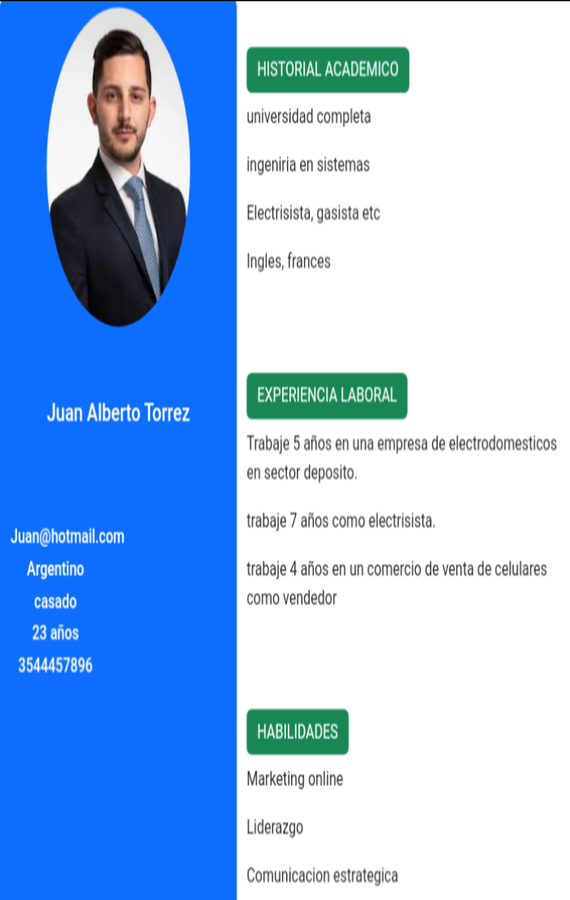 Juan Alberto Torrez
Juan@hotmail.com
Argentino
casado
23 años
3544457896
HISTORIAL ACADEMICO
universidad completa
ingeniria en sistemas
Electrisista, gasista etc
Ingles, frances
EXPERIENCIA LABORAL
Trabaje 5 años en una empresa de electrodomesticos
en sector deposito.
trabaje 7 años como electrisista.
trabaje 4 años en un comercio de venta de celulares
como vendedor
HABILIDADES
Marketing online
Liderazgo
Comunicacion estrategica